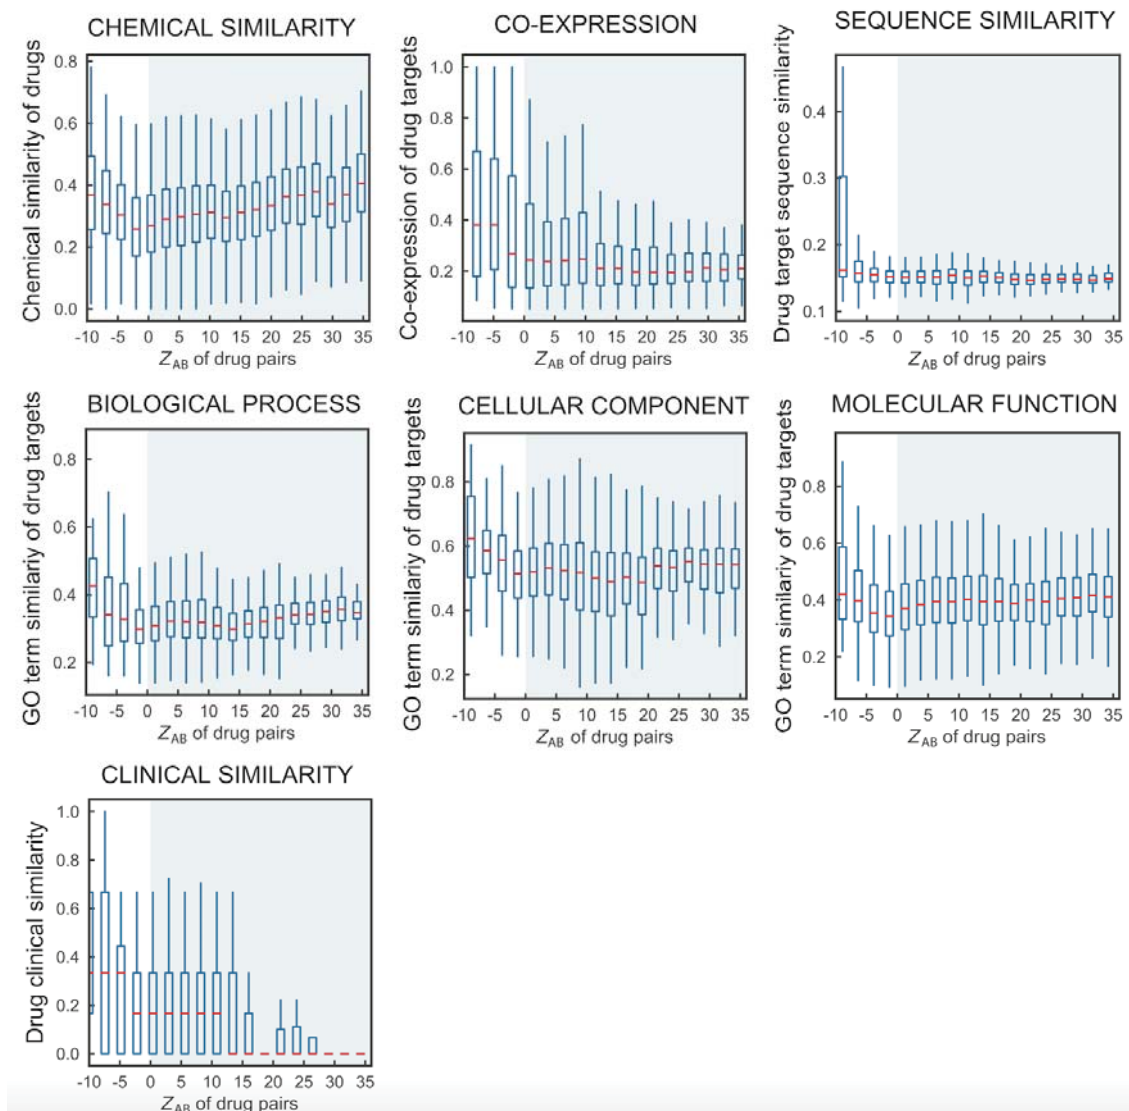 CHEMICAL SIMILARITY
Chemical similarity of drugs
0.8
0.6
0.4
0.2
0.0
-10 -5 0 5 10 15 20 25 30 35
ZAB of drug pairs
CO-EXPRESSION
Co-expression of drug targets
1.0
0.8
0.6
0.4
0.2
-10 -5 0 5 10 15 20 25 30 35
ZAB of drug pairs
SEQUENCE SIMILARITY
Drug target sequence similarity
0.4
0.3
0.2
0.1
-10 -5 0 5 10 15 20 25 30 35
ZAB of drug pairs
BIOLOGICAL PROCESS
GO term similariy of drug targets
0.8
0.6
0.4
0.2
-10 -5 0 5 10 15 20 25 30 35
ZAB of drug pairs
CELLULAR COMPONENT
GO term similariy of drug targets
0.8
0.6
0.4
0.2
-10 -5 0 5 10 15 20 25 30 35
ZAB of drug pairs
MOLECULAR FUNCTION
GO term similariy of drug targets
0.8
0.6
0.4
0.2
-10 -5 0 5 10 15 20 25 30 35
ZAB of drug pairs
CLINICAL SIMILARITY
Drug clinical similarity
1.0
0.8
0.6
0.4
0.2
0.0
-10 -5 0 5 10 15 20 25 30 35
ZAB of drug pairs